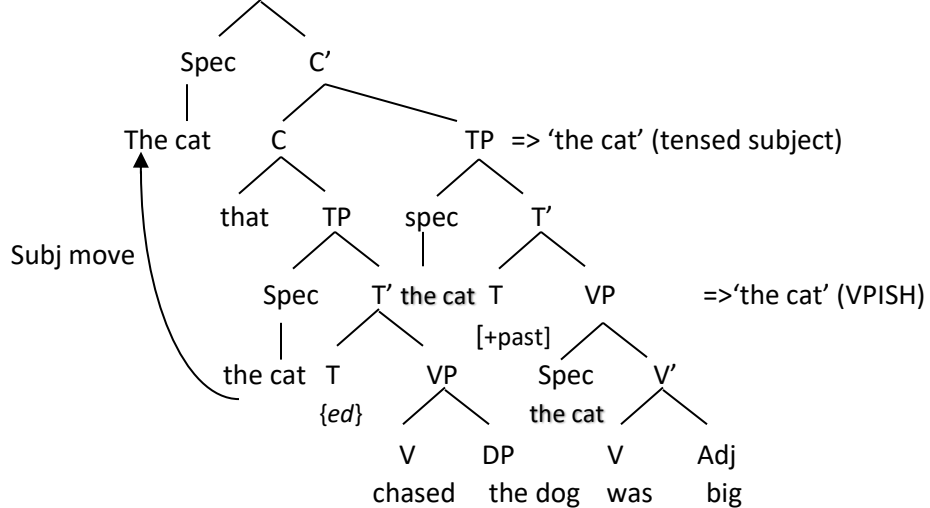 Spec C’
The cat C TP => ‘the cat’ (tensed subject)
that TP spec T’
Subj move
Spec T’ the cat T VP =>‘the cat’ (VPISH)
[+past]
the cat T VP Spec V’
{ed} the cat
V DP V Adj
chased the dog was big